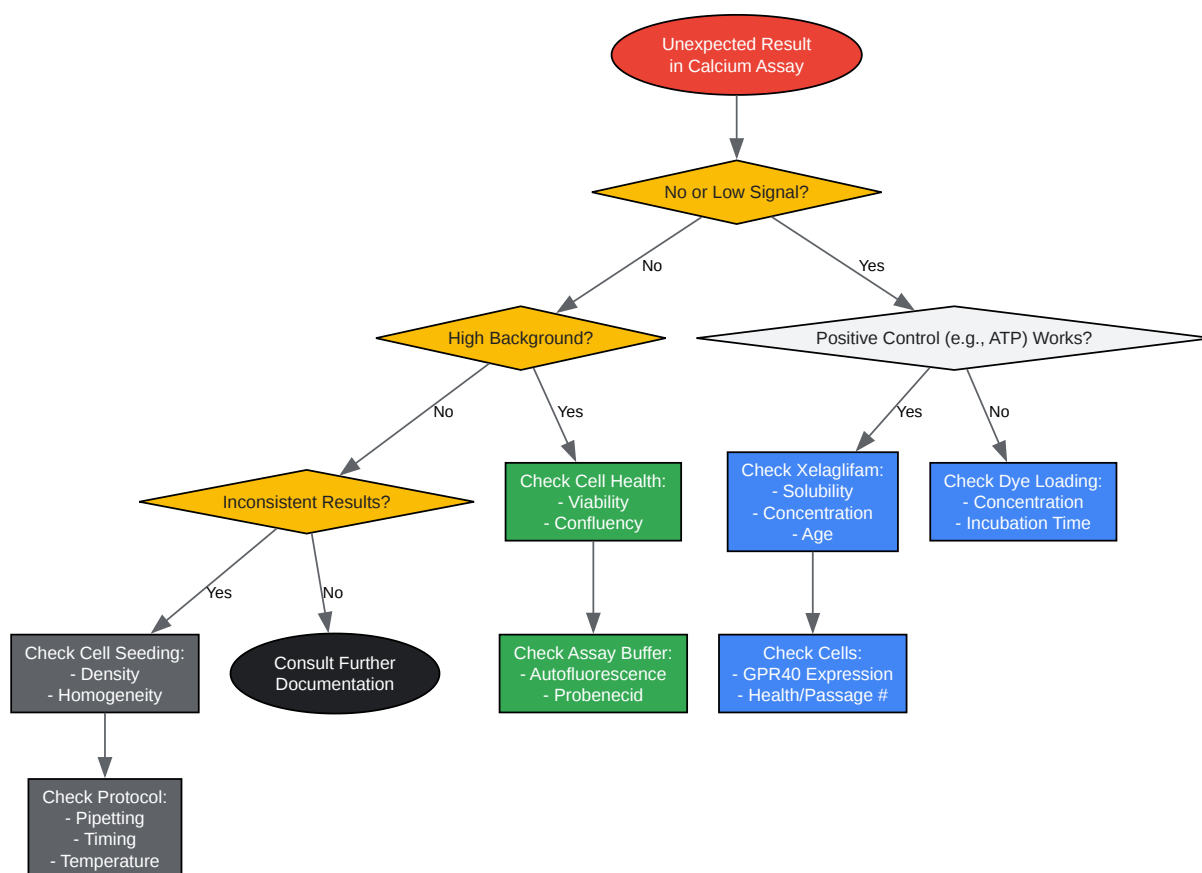 Unexpected Result
in Calcium Assay
No or Low Signal?
No
Yes
High Background?
Positive Control (e.g., ATP) Works?
No
Yes
Yes
No
Inconsistent Results?
Check Cell Health:
- Viability
- Confluency
Check Xelaglifam:
- Solubility
- Concentration
- Age
Check Dye Loading:
- Concentration
- Incubation Time
Yes
No
Check Cell Seeding:
- Density
- Homogeneity
Consult Further
Documentation
Check Assay Buffer:
- Autofluorescence
- Probenecid
Check Cells:
- GPR40 Expression
- Health/Passage #
Check Protocol:
- Pipetting
- Timing
- Temperature